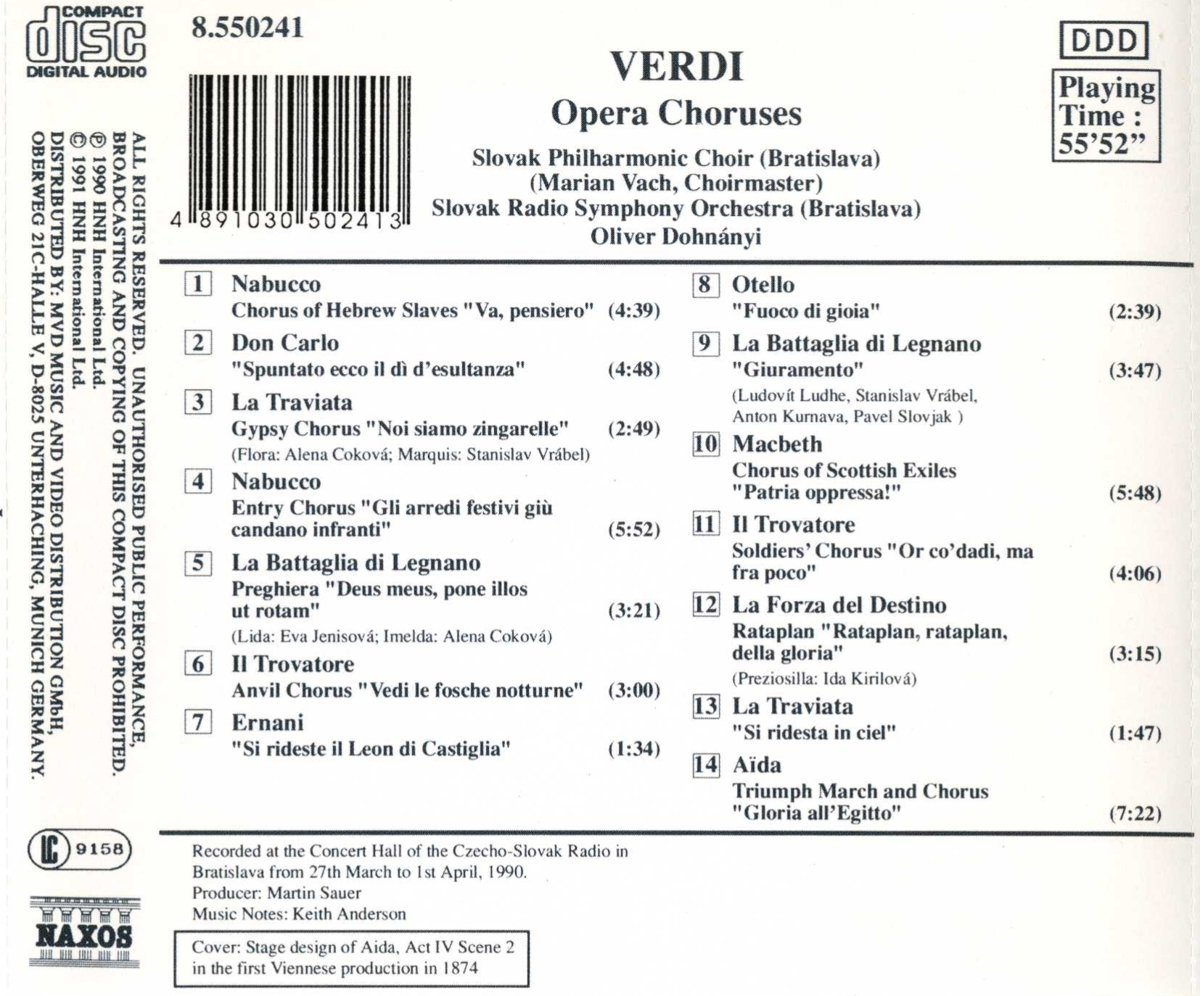 COMPACT
disc
DIGITAL AUDIO
8.550241
4 891030 502413
VERDI
Opera Choruses
Slovak Philharmonic Choir (Bratislava)
(Marian Vach, Choirmaster)
Slovak Radio Symphony Orchestra (Bratislava)
Oliver Dohnányi
DDD
Playing
Time :
55’52”
ALL RIGHTS RESERVED. UNAUTHORISED PUBLIC PERFORMANCE,
BROADCASTING AND COPYING OF THIS COMPACT DISC PROHIBITED.
℗ 1990 HNH International Ltd.
© 1991 HNH International Ltd.
DISTRIBUTED BY: MVD MUSIC AND VIDEO DISTRIBUTION GMbH,
OBERWEG 21C-HALLE V, D-8025 UNTERHACHING, MUNICH GERMANY.
1 Nabucco
Chorus of Hebrew Slaves "Va, pensiero" (4:39)
2 Don Carlo
"Spuntato ecco il dì d’esultanza" (4:48)
3 La Traviata
Gypsy Chorus "Noi siamo zingarelle" (2:49)
(Flora: Alena Coková; Marquis: Stanislav Vrábel)
4 Nabucco
Entry Chorus "Gli arredi festivi giù
candano infranti" (5:52)
5 La Battaglia di Legnano
Preghiera "Deus meus, pone illos
ut rotam" (3:21)
(Lida: Eva Jenisová; Imelda: Alena Coková)
6 Il Trovatore
Anvil Chorus "Vedi le fosche notturne" (3:00)
7 Ernani
"Si rideste il Leon di Castiglia" (1:34)
8 Otello
"Fuoco di gioia" (2:39)
9 La Battaglia di Legnano
"Giuramento" (3:47)
(Ludovít Ludhe, Stanislav Vrábel,
Anton Kurnava, Pavel Slovjak )
10 Macbeth
Chorus of Scottish Exiles
"Patria oppressa!" (5:48)
11 Il Trovatore
Soldiers’ Chorus "Or co’dadi, ma
fra poco" (4:06)
12 La Forza del Destino
Rataplan "Rataplan, rataplan,
della gloria" (3:15)
(Preziosilla: Ida Kirilová)
13 La Traviata
"Si ridesta in ciel" (1:47)
14 Aïda
Triumph March and Chorus
"Gloria all’Egitto" (7:22)
LC 9158
NAXOS
Recorded at the Concert Hall of the Czecho-Slovak Radio in
Bratislava from 27th March to 1st April, 1990.
Producer: Martin Sauer
Music Notes: Keith Anderson
Cover: Stage design of Aida, Act IV Scene 2
in the first Viennese production in 1874